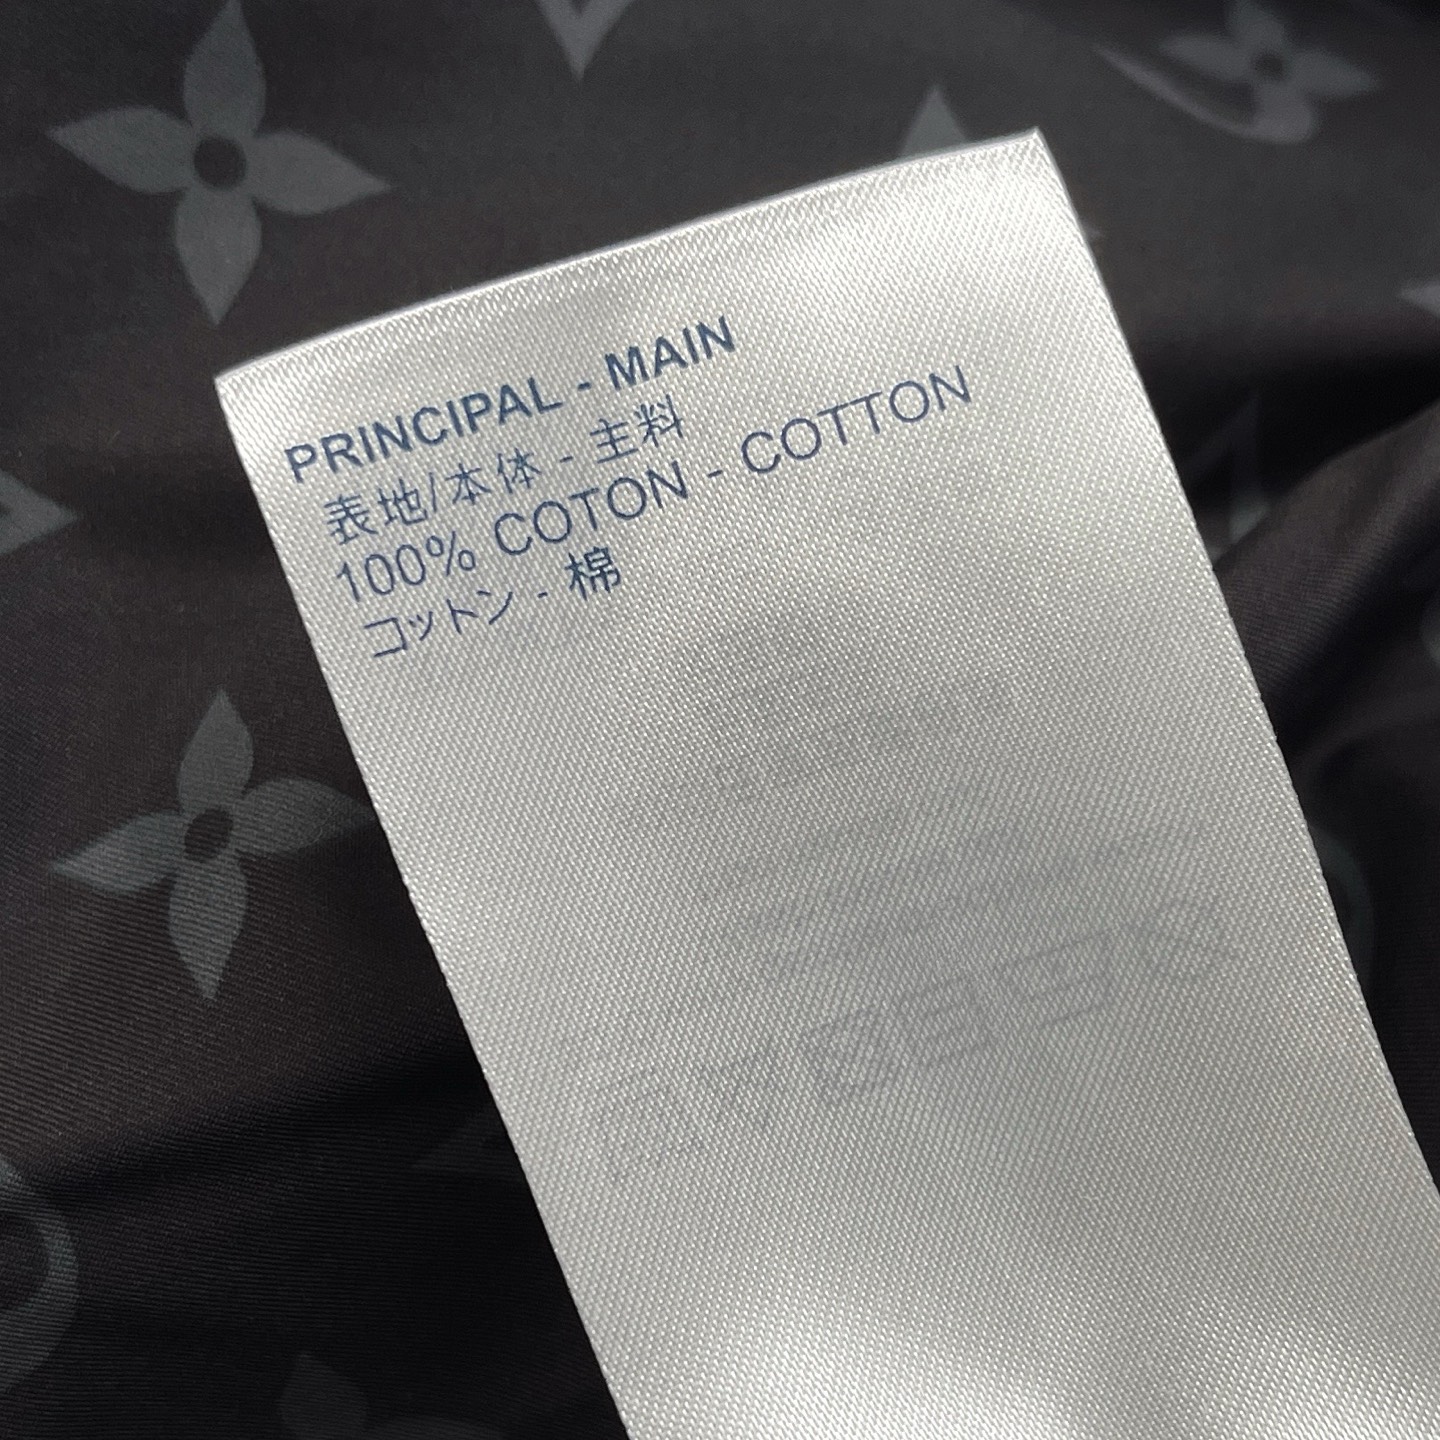 PRINCIPAL - MAIN
表地/本体 - 主料
100% COTON - COTTON
コットン - 棉